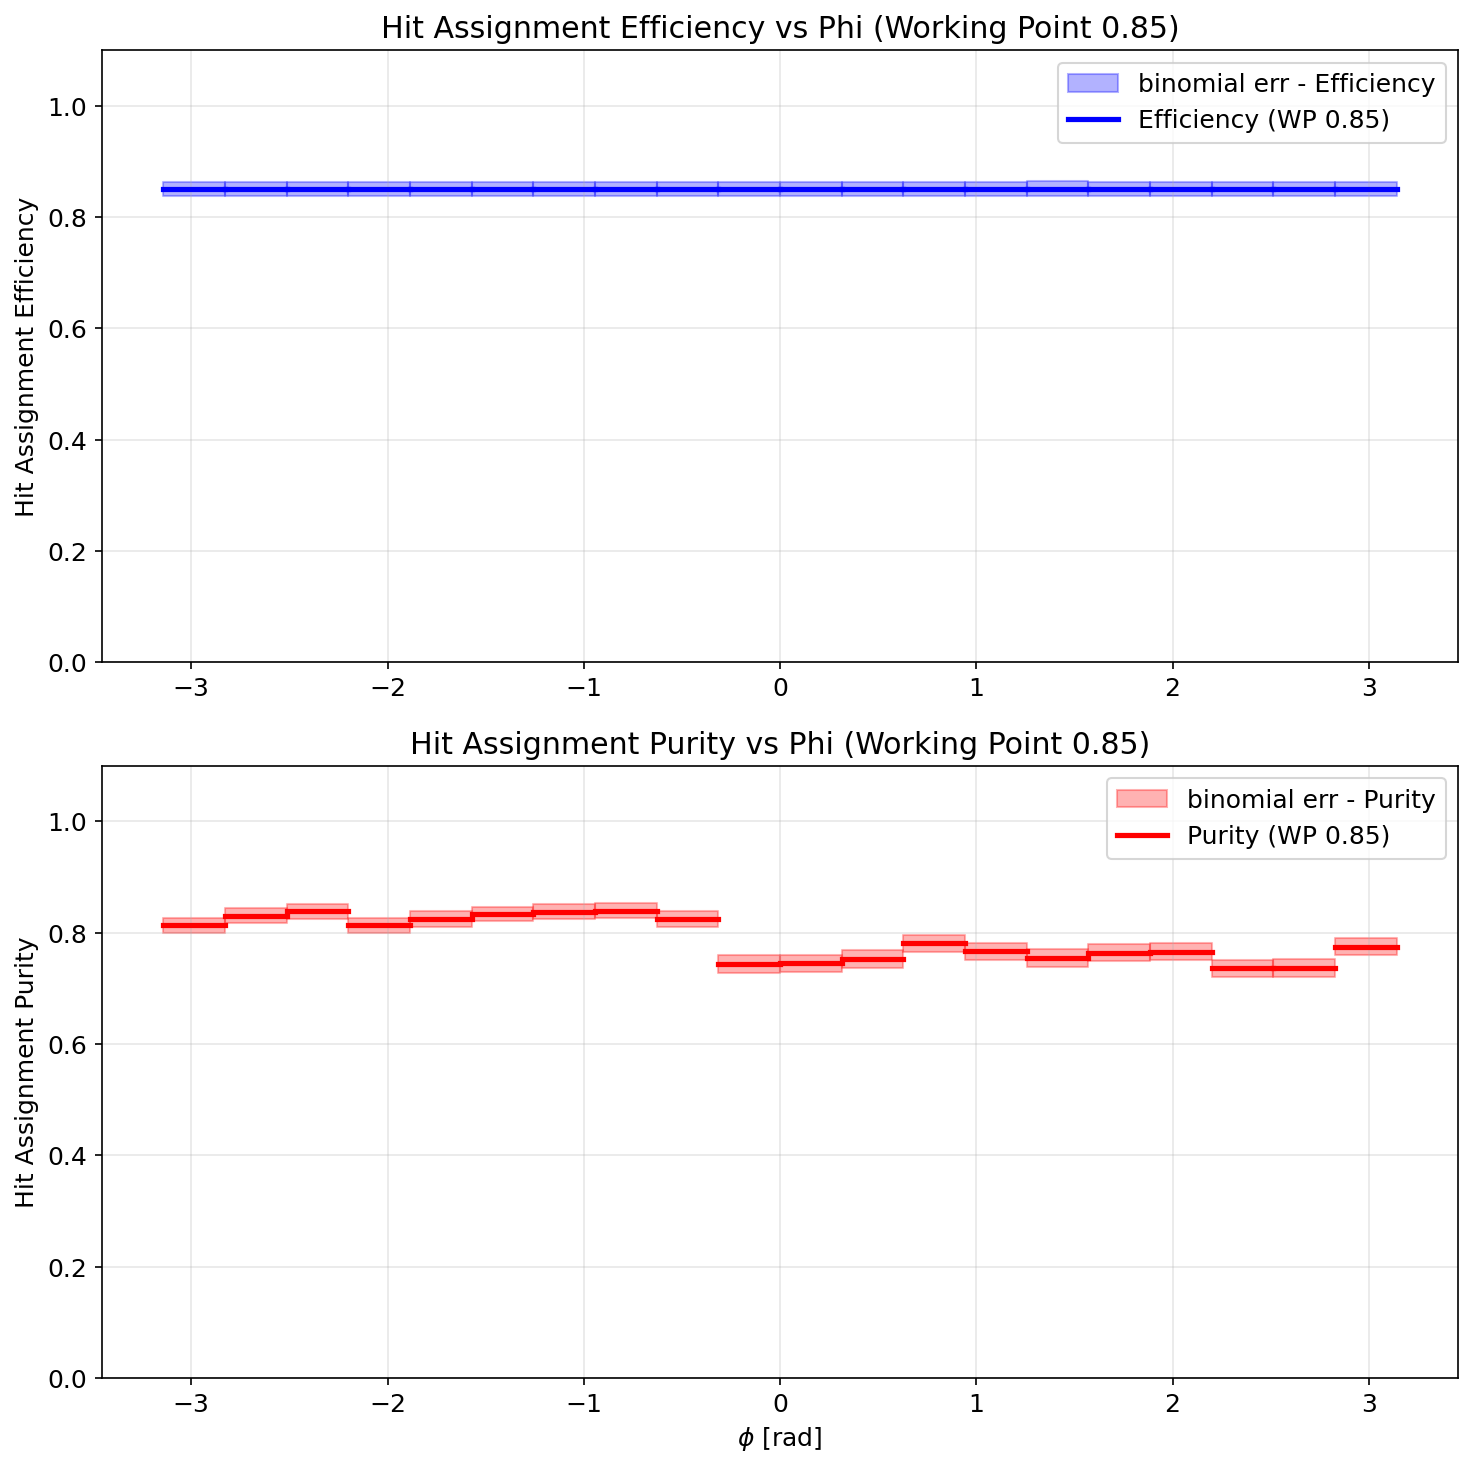 Hit Assignment Efficiency vs Phi (Working Point 0.85)
binomial err - Efficiency
Efficiency (WP 0.85)
Hit Assignment Efficiency
1.0
0.8
0.6
0.4
0.2
0.0
−3 −2 −1 0 1 2 3
Hit Assignment Purity vs Phi (Working Point 0.85)
binomial err - Purity
Purity (WP 0.85)
Hit Assignment Purity
1.0
0.8
0.6
0.4
0.2
0.0
−3 −2 −1 0 1 2 3
ϕ [rad]